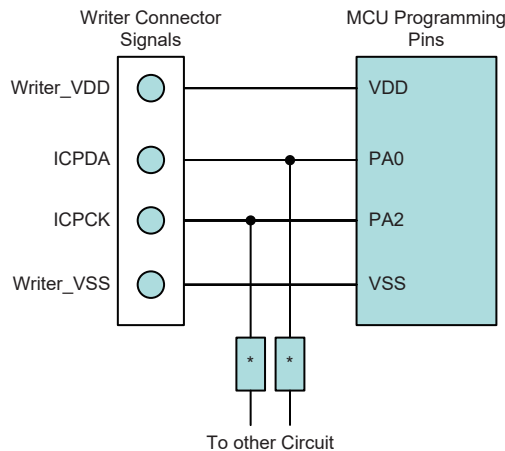 Writer Connector
Signals
MCU Programming
Pins
Writer_VDD
VDD
ICPDA
PA0
ICPCK
PA2
Writer_VSS
VSS
*
*
To other Circuit